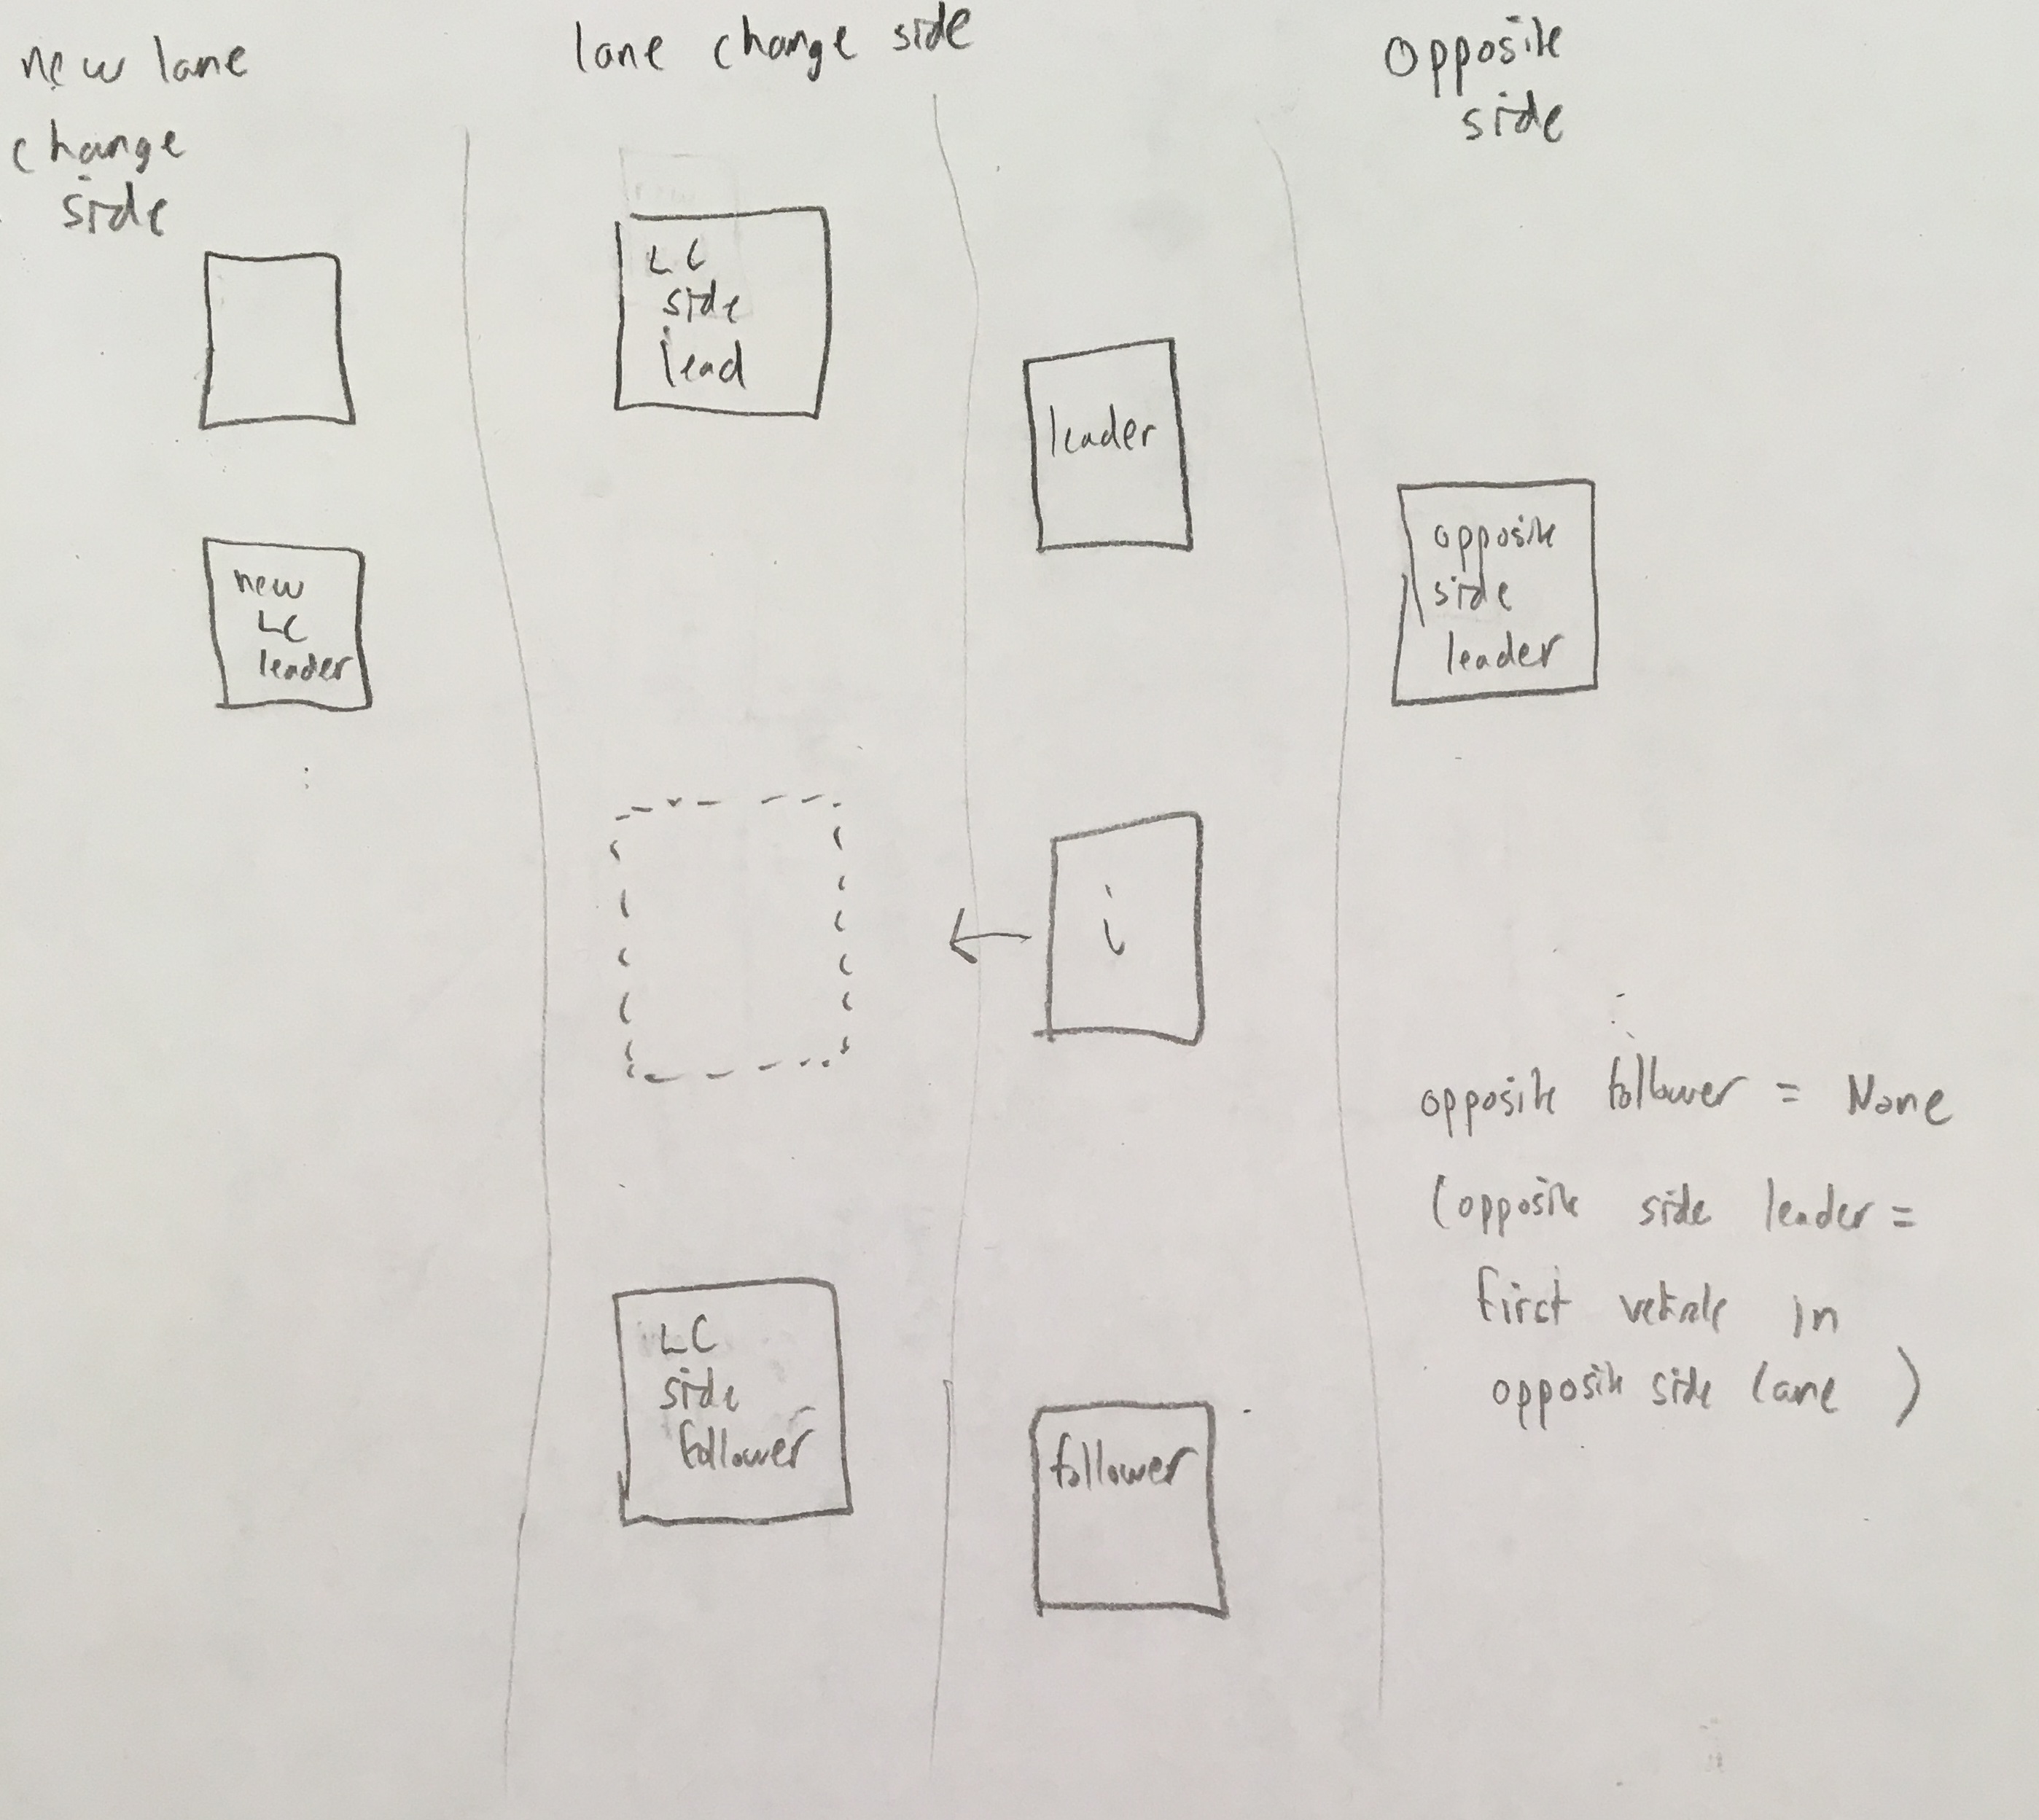 new lane
change
side
lane change side
opposite
side
LC
side
lead
leader
opposite
side
leader
new
LC
leader
i
opposite follower = None
(opposite side leader =
first vehicle in
opposite side lane )
LC
side
follower
follower